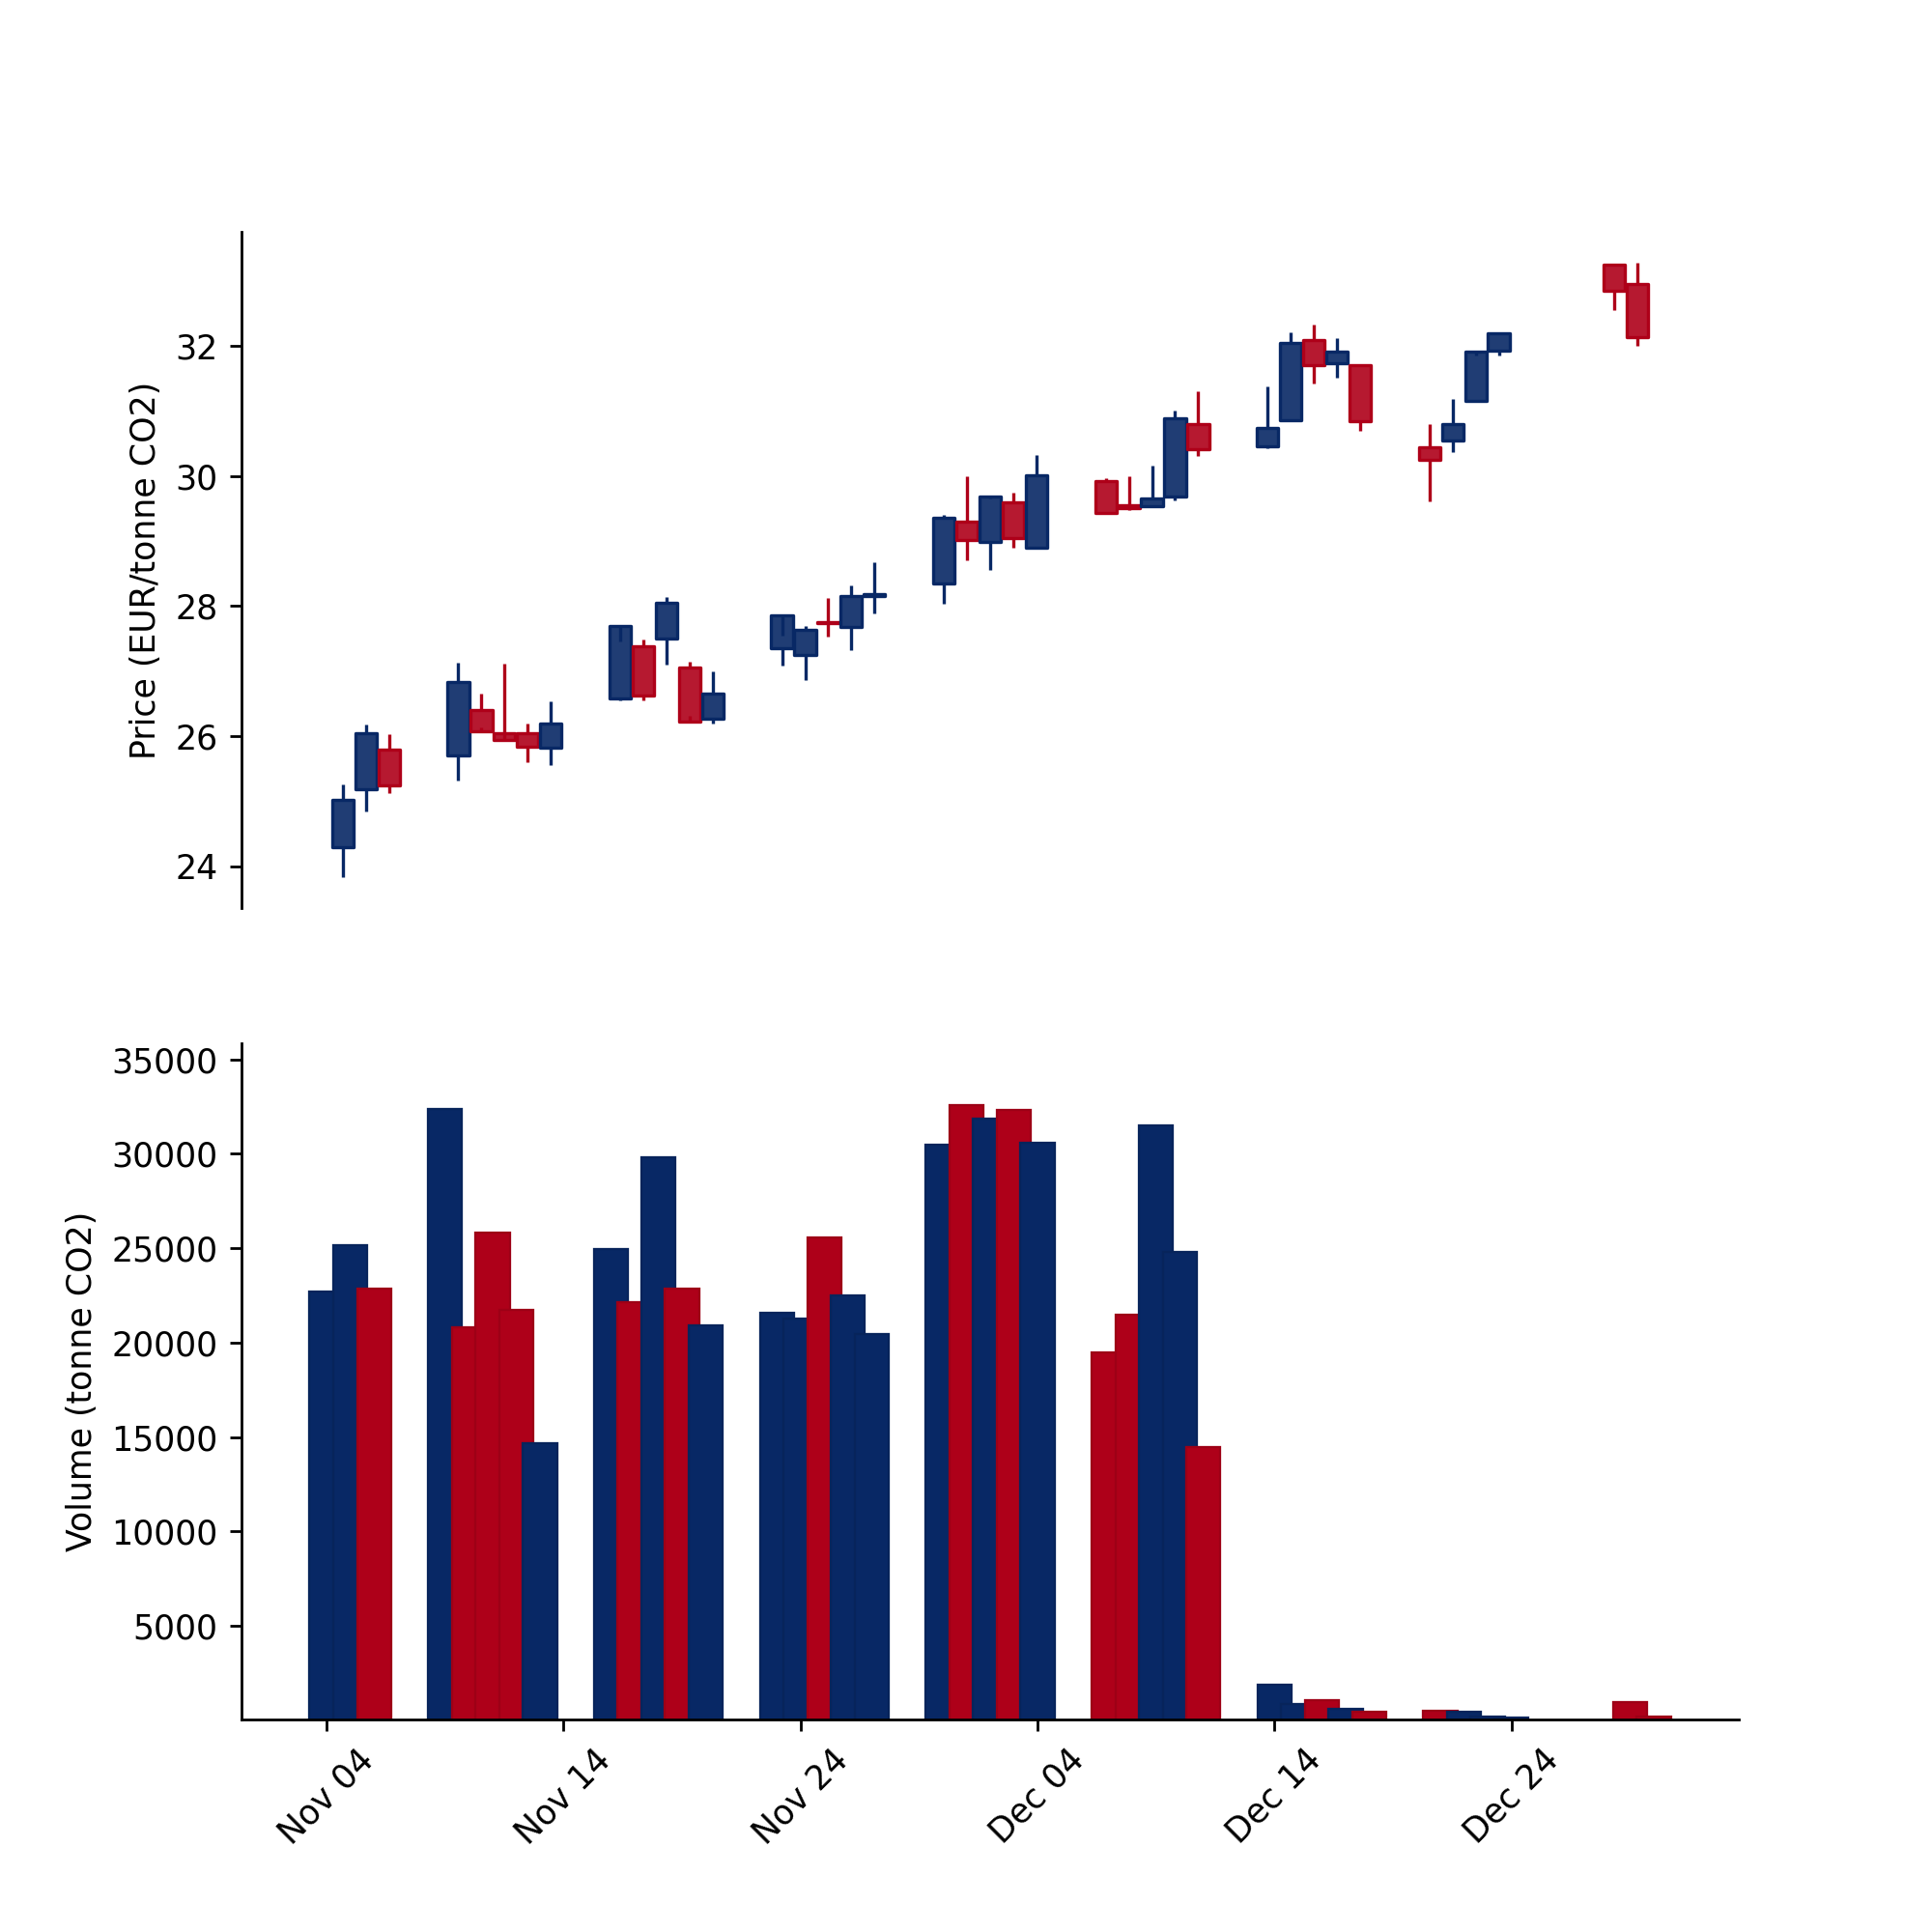 Price (EUR/tonne CO2)
32
30
28
26
24
Volume (tonne CO2)
35000
30000
25000
20000
15000
10000
5000
Nov 04
Nov 14
Nov 24
Dec 04
Dec 14
Dec 24